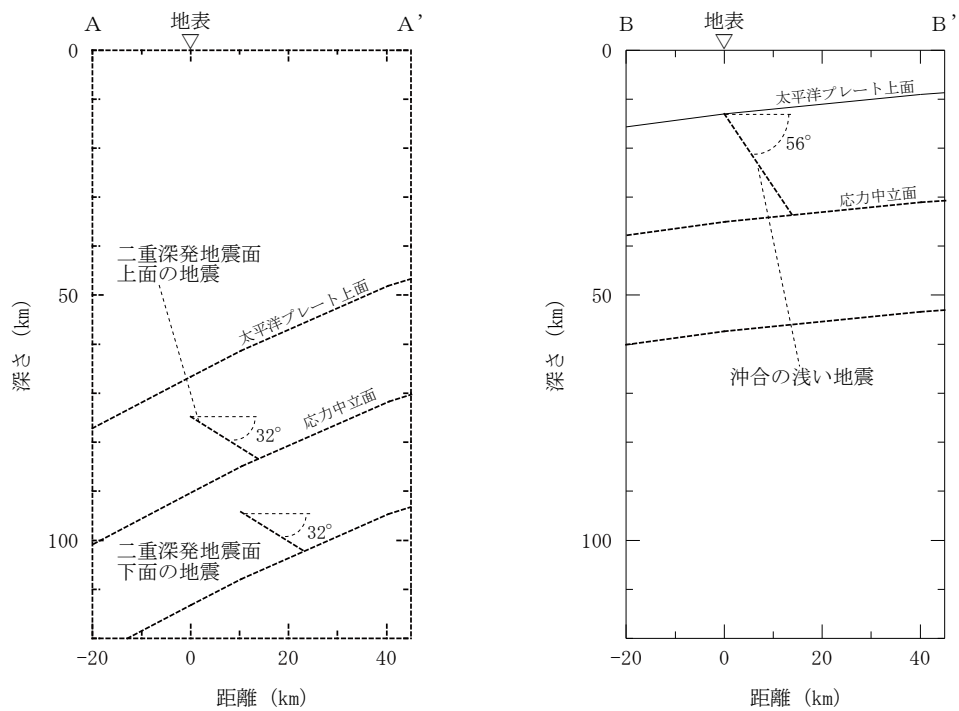 A
地表
A'
0
50
100
深さ (km)
二重深発地震面
上面の地震
太平洋プレート上面
応力中立面
32°
32°
二重深発地震面
下面の地震
-20
0
20
40
距離 (km)
B
地表
B'
0
50
100
深さ (km)
太平洋プレート上面
56°
応力中立面
沖合の浅い地震
-20
0
20
40
距離 (km)